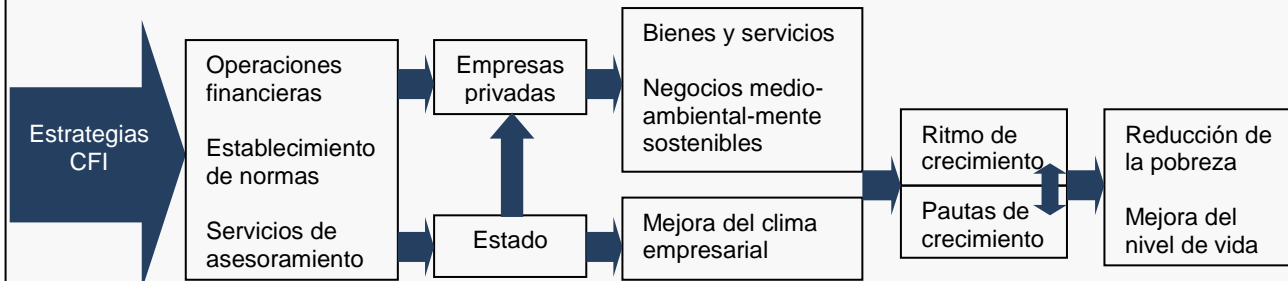 Estrategias
CFI
Operaciones
financieras
Establecimiento
de normas
Servicios de
asesoramiento
Empresas
privadas
Estado
Bienes y servicios
Negocios medio-
ambiental-mente
sostenibles
Mejora del clima
empresarial
Ritmo de
crecimiento
Pautas de
crecimiento
Reducción de
la pobreza
Mejora del
nivel de vida